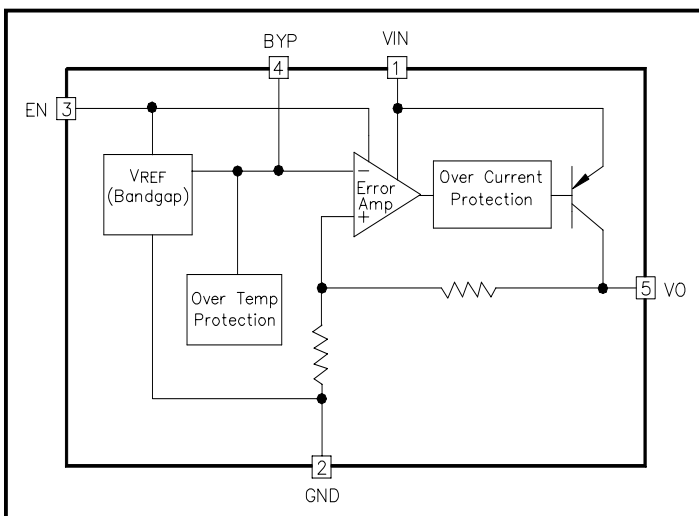 BYP
VIN
4
1
EN
3
VREF
(Bandgap)
−
Error
Amp
+
Over Current
Protection
Over Temp
Protection
5
VO
2
GND